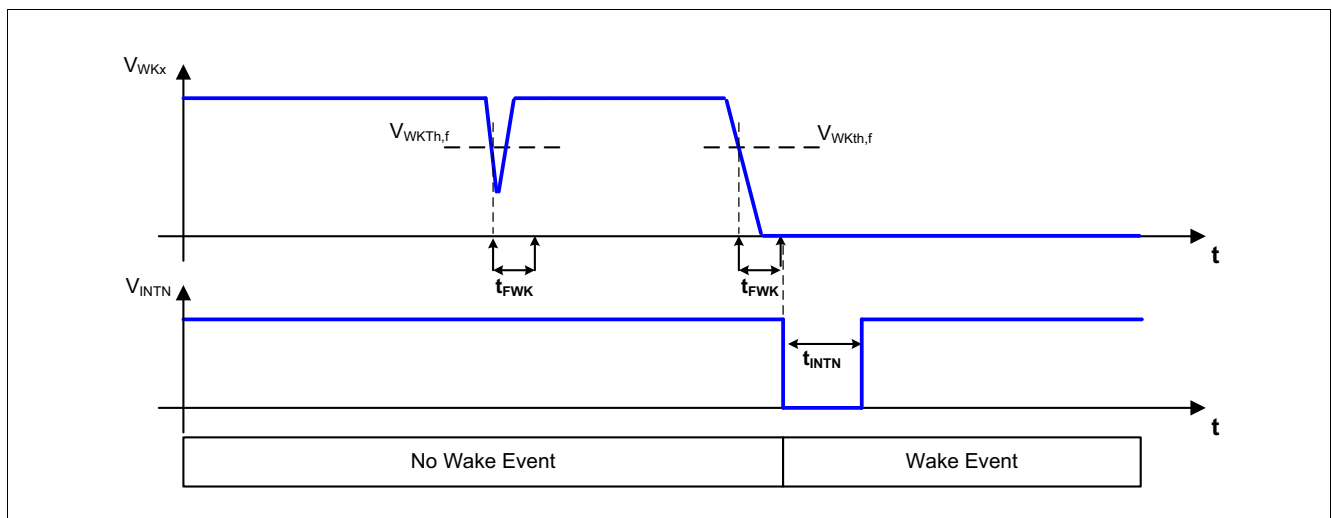 VWKx
VWKTh,f
VWKth,f
t
tFWK
tFWK
VINTN
tINTN
t
No Wake Event
Wake Event